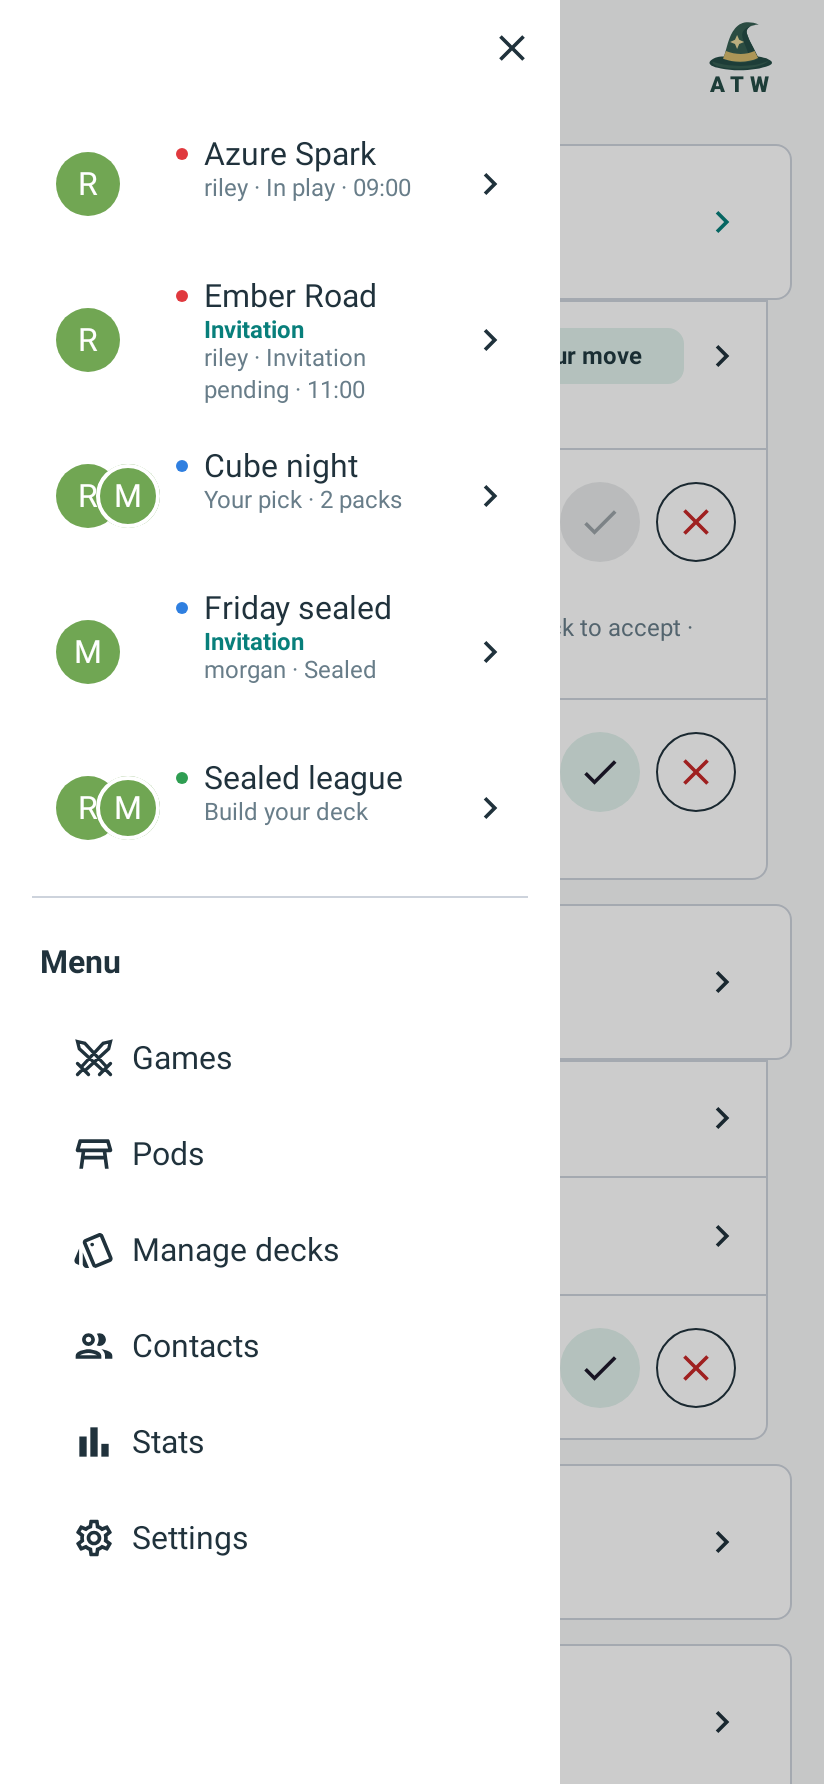 ATW
R
Azure Spark
riley · In play · 09:00
R
Ember Road
Invitation
riley · Invitation
pending · 11:00
move
R M
Cube night
Your pick · 2 packs
M
Friday sealed
Invitation
morgan · Sealed
to accept ·
R M
Sealed league
Build your deck
Menu
Games
Pods
Manage decks
Contacts
Stats
Settings